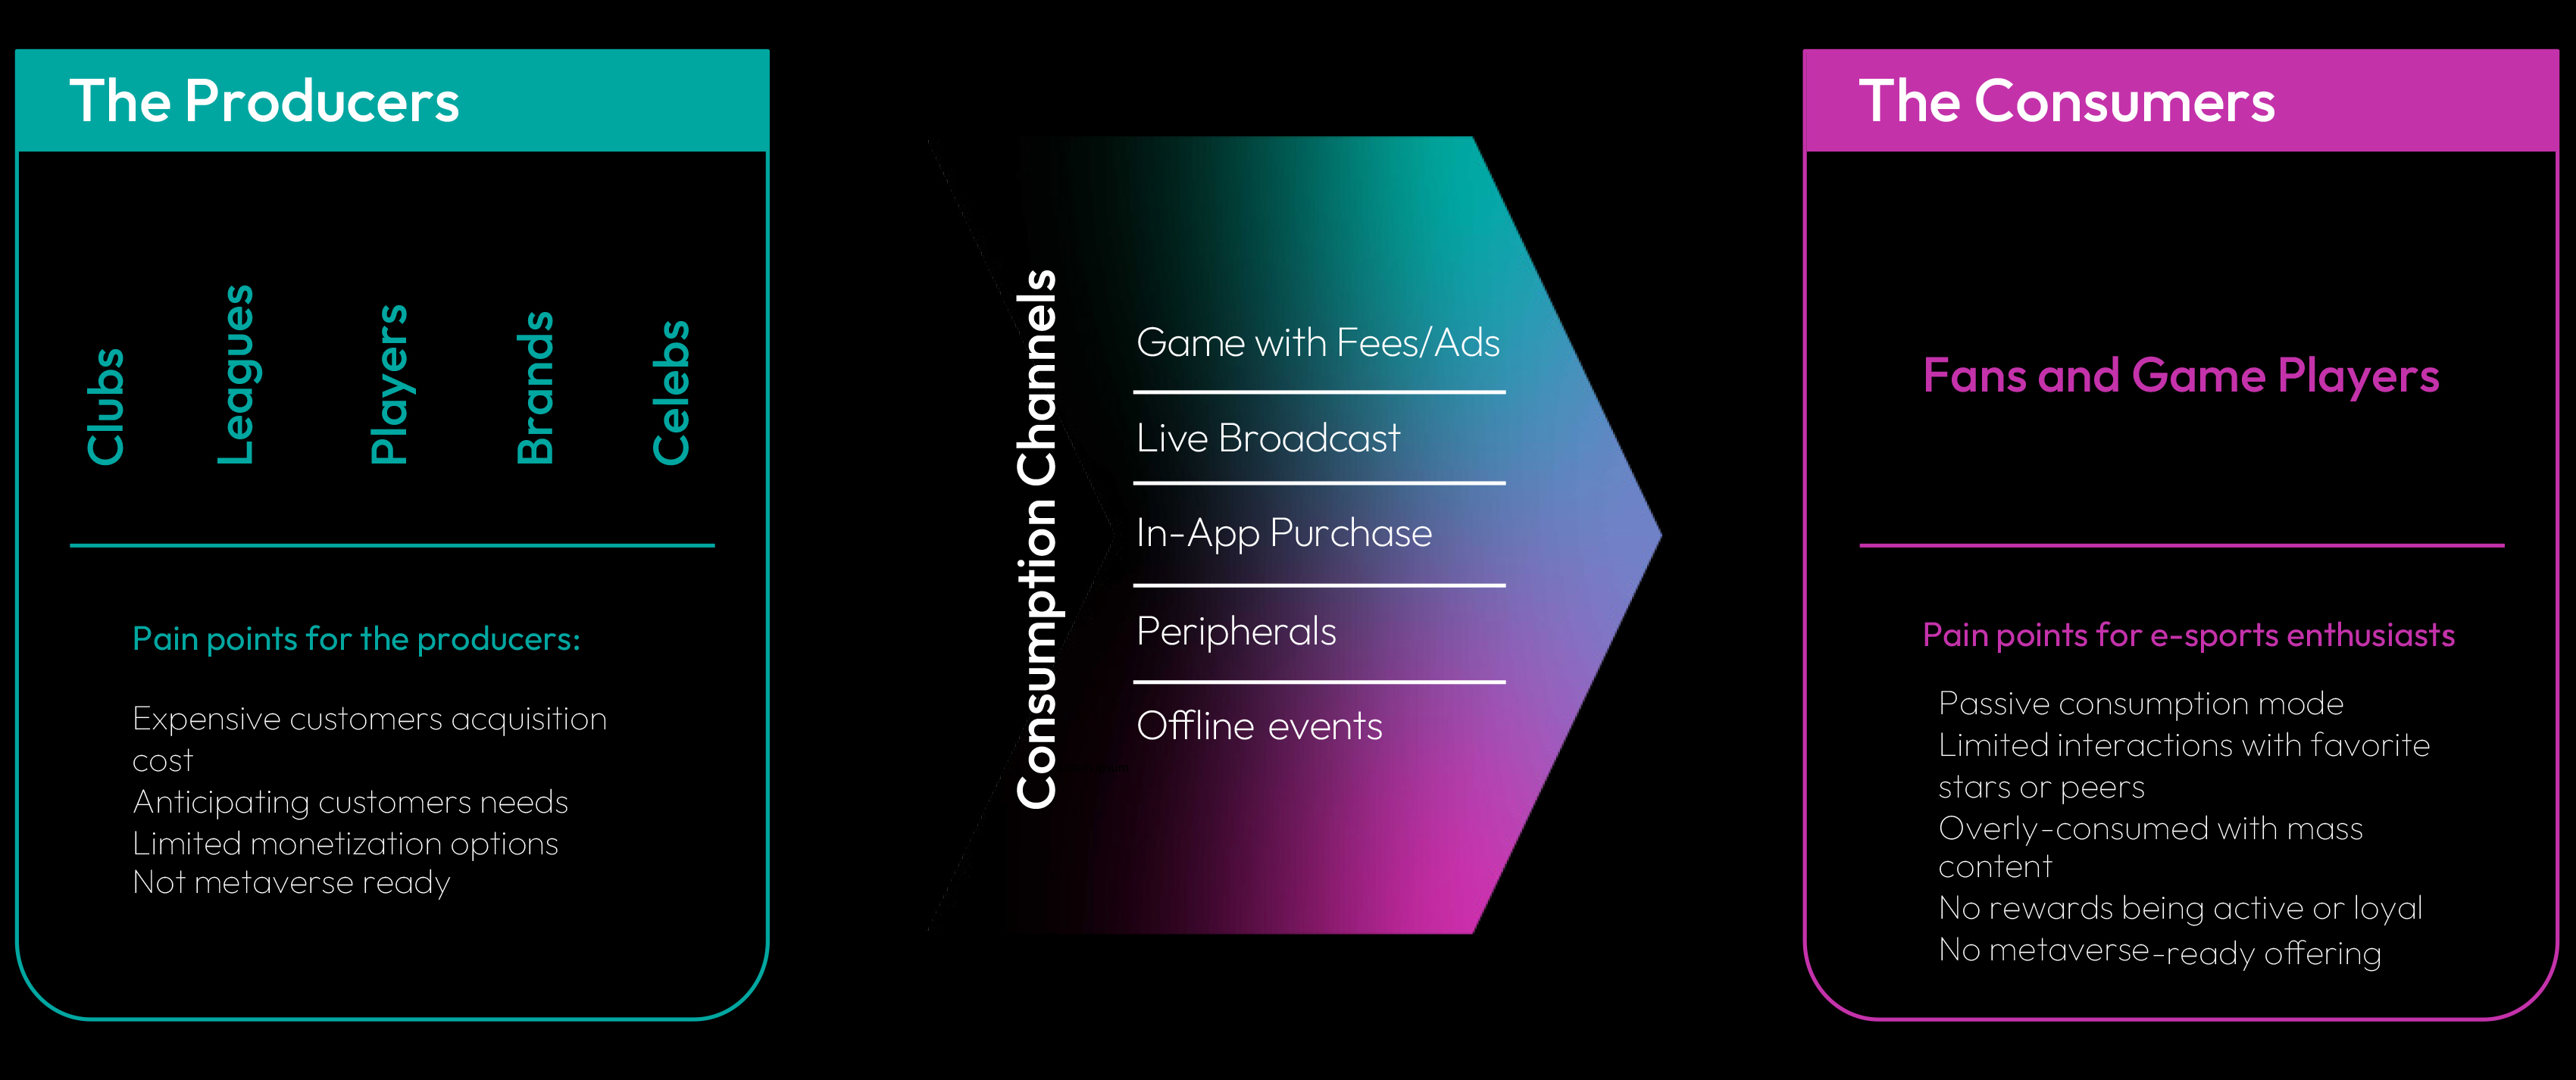 The Producers
Clubs
Leagues
Players
Brands
Celebs
Pain points for the producers:
Expensive customers acquisition
cost
Anticipating customers needs
Limited monetization options
Not metaverse ready
Consumption Channels
Game with Fees/Ads
Live Broadcast
In-App Purchase
Peripherals
Offline events
The Consumers
Fans and Game Players
Pain points for e-sports enthusiasts
Passive consumption mode
Limited interactions with favorite
stars or peers
Overly-consumed with mass
content
No rewards being active or loyal
No metaverse-ready offering